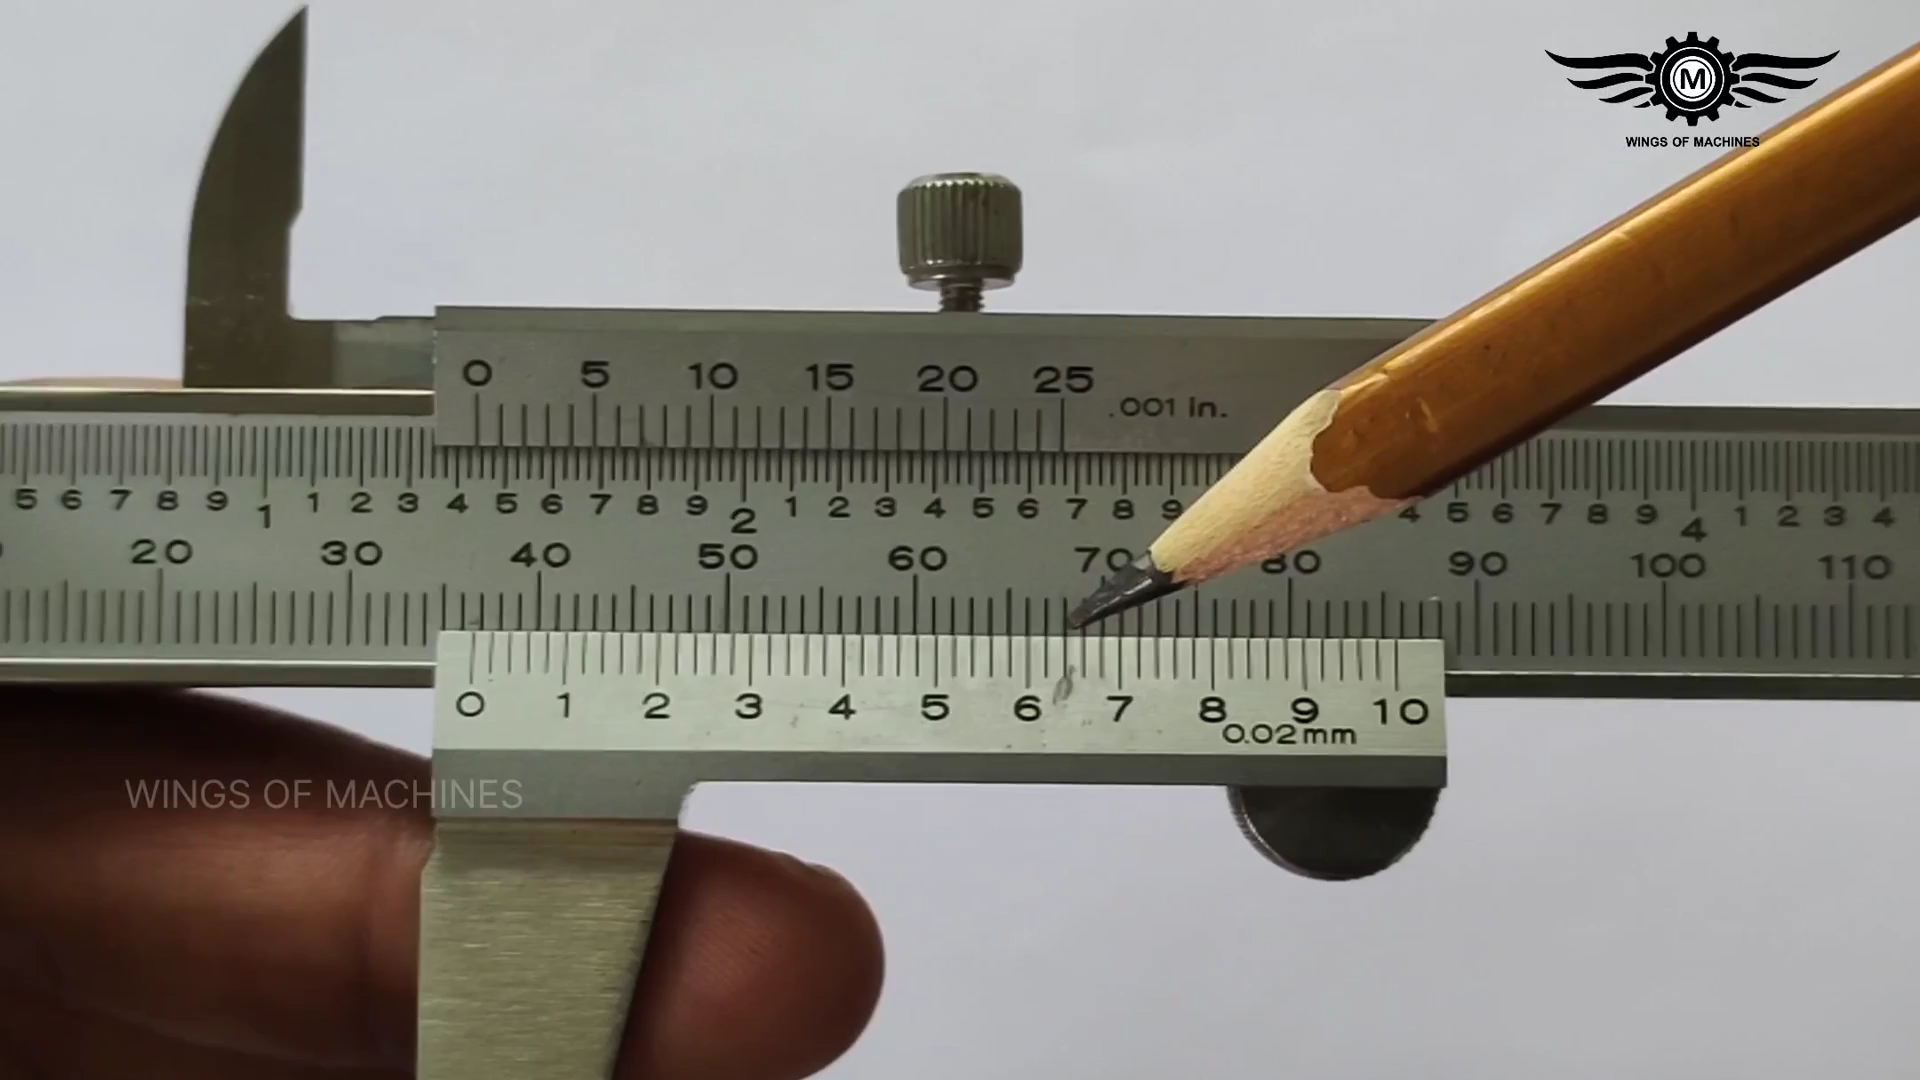 M
WINGS OF MACHINES
0 5 10 15 20 25 .001 in.
5 6 7 8 9 1 1 2 3 4 5 6 7 8 9 2 1 2 3 4 5 6 7 8 9 4 5 6 7 8 9 4 1 2 3 4
20 30 40 50 60 70 80 90 100 110
0 1 2 3 4 5 6 7 8 9 10
0.02mm
WINGS OF MACHINES